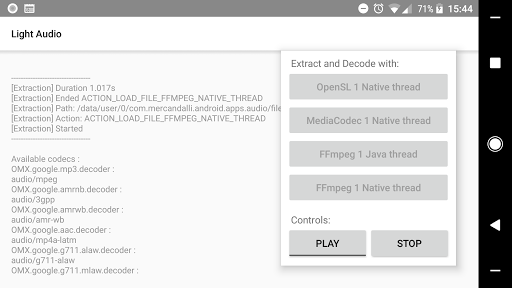 71% 15:44
Light Audio
[Extraction] Duration 1.017s
[Extraction] Ended ACTION_LOAD_FILE_FFMPEG_NATIVE_THREAD
[Extraction] Path: /data/user/0/com.mercandalli.android.apps.audio/file
[Extraction] Action: ACTION_LOAD_FILE_FFMPEG_NATIVE_THREAD
[Extraction] Started
Available codecs :
OMX.google.mp3.decoder :
audio/mpeg
OMX.google.amrnb.decoder :
audio/3gpp
OMX.google.amrwb.decoder :
audio/amr-wb
OMX.google.aac.decoder :
audio/mp4a-latm
OMX.google.g711.alaw.decoder :
audio/g711-alaw
OMX.google.g711.mlaw.decoder :
Extract and Decode with:
OpenSL 1 Native thread
MediaCodec 1 Native thread
FFmpeg 1 Java thread
FFmpeg 1 Native thread
Controls:
PLAY
STOP